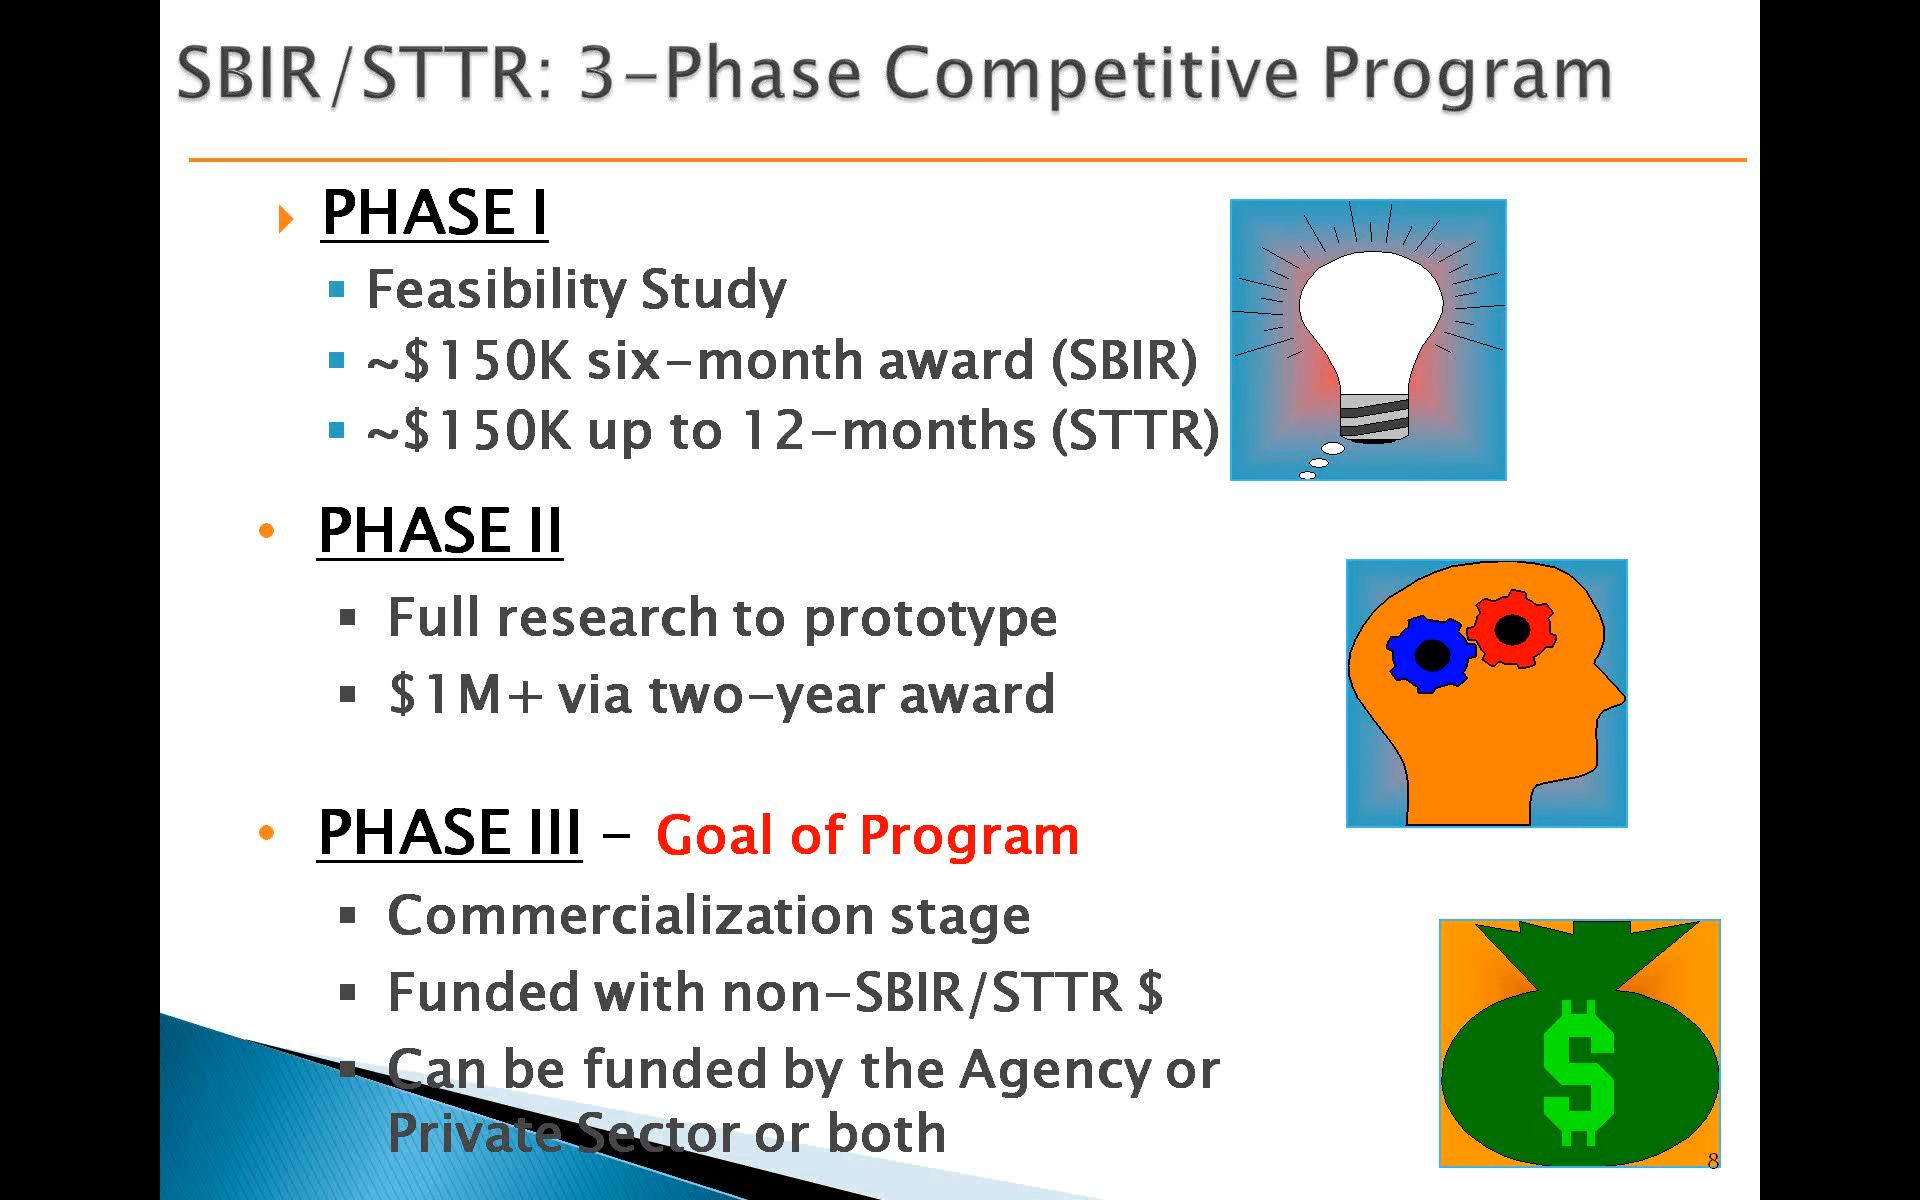 SBIR/STTR: 3-Phase Competitive Program
PHASE I
Feasibility Study
~$150K six-month award (SBIR)
~$150K up to 12-months (STTR)
PHASE II
Full research to prototype
$1M+ via two-year award
PHASE III - Goal of Program
Commercialization stage
Funded with non-SBIR/STTR $
Can be funded by the Agency or
Private Sector or both
$
8